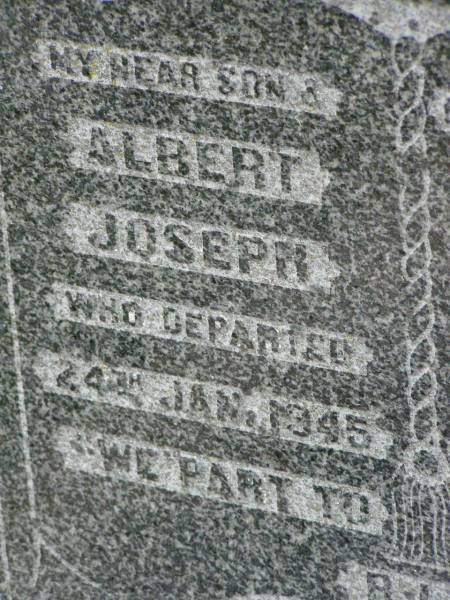 MY DEAR SON &
ALBERT
JOSEPH
WHO DEPARTED
24TH JAN. 1945
"WE PART TO